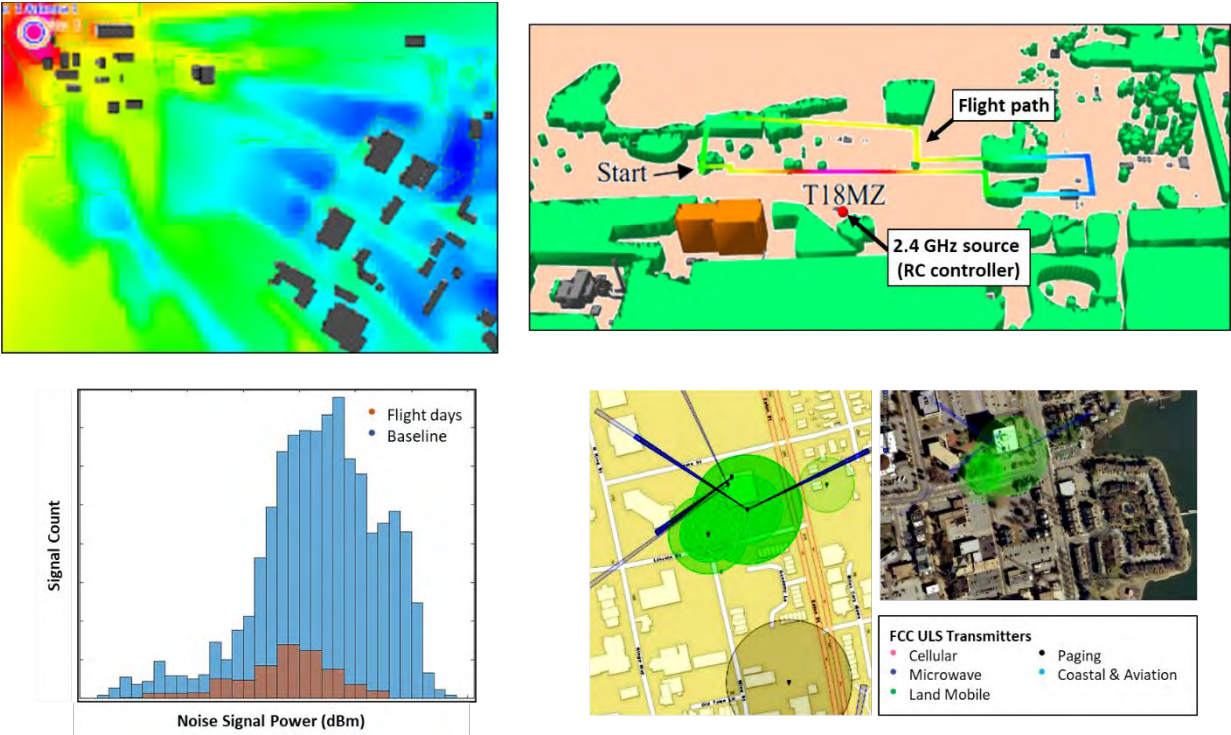 Flight path
Start
T18MZ
2.4 GHz source
(RC controller)
Flight days
Baseline
Signal Count
Noise Signal Power (dBm)
FCC ULS Transmitters
Cellular
Paging
Microwave
Coastal & Aviation
Land Mobile